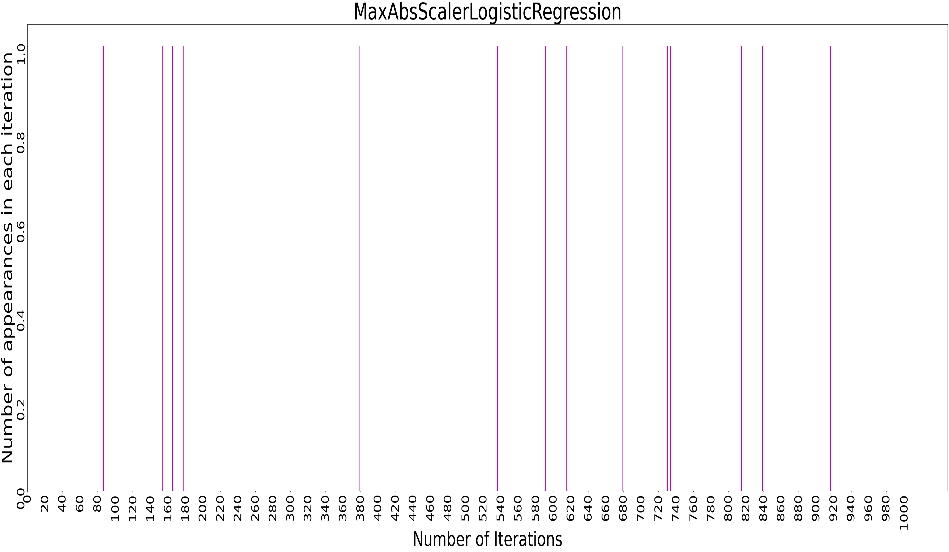 MaxAbsScalerLogisticRegression
Number of appearances in each iteration
1.0
0.8
0.6
0.4
0.2
0.0
0 20 40 60 80 100 120 140 160 180 200 220 240 260 280 300 320 340 360 380 400 420 440 460 480 500 520 540 560 580 600 620 640 660 680 700 720 740 760 780 800 820 840 860 880 900 920 940 960 980 1000
Number of Iterations